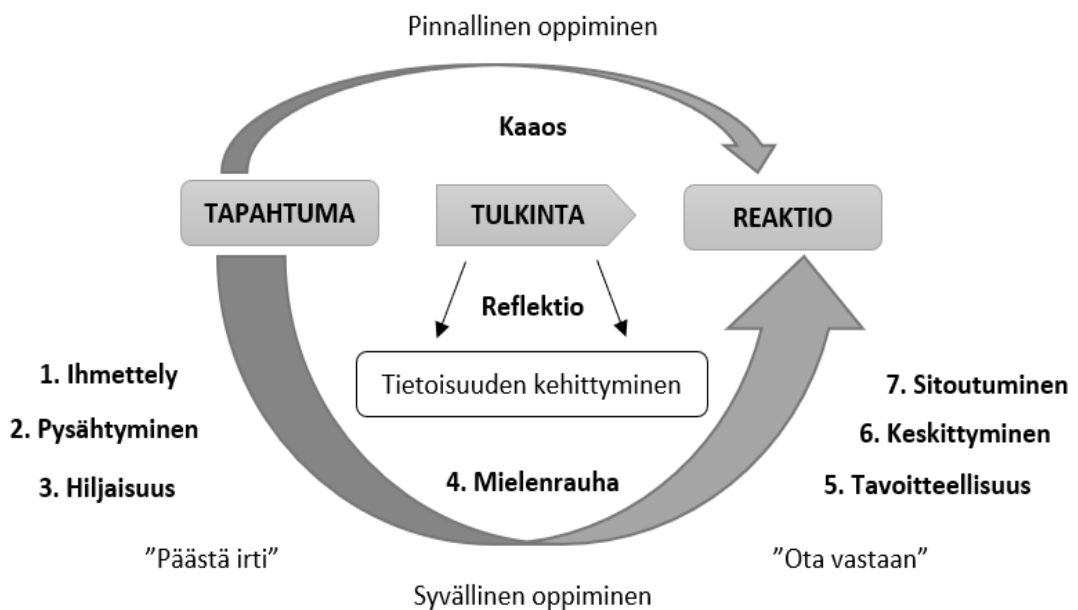 Pinnallinen oppiminen
Kaaos
TAPAHTUMA
TULKINTA
REAKTIO
Reflektio
Tietoisuuden kehittyminen
1. Ihmettely
2. Pysähtyminen
3. Hiljaisuus
4. Mielenrauha
7. Sitoutuminen
6. Keskittyminen
5. Tavoitteellisuus
”Päästä irti”
”Ota vastaan”
Syvällinen oppiminen